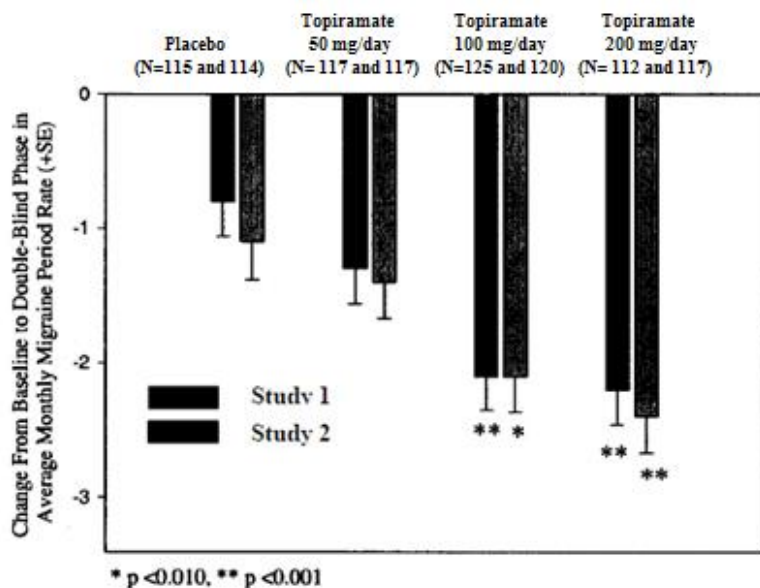 Placebo
(N=115 and 114)
Topiramate
50 mg/day
(N= 117 and 117)
Topiramate
100 mg/day
(N=125 and 120)
Topiramate
200 mg/day
(N= 112 and 117)
Change From Baseline to Double-Blind Phase in
Average Monthly Migraine Period Rate (+SE)
0
-1
-2
-3
Study 1
Study 2
** *
**
**
* p <0.010, ** p <0.001